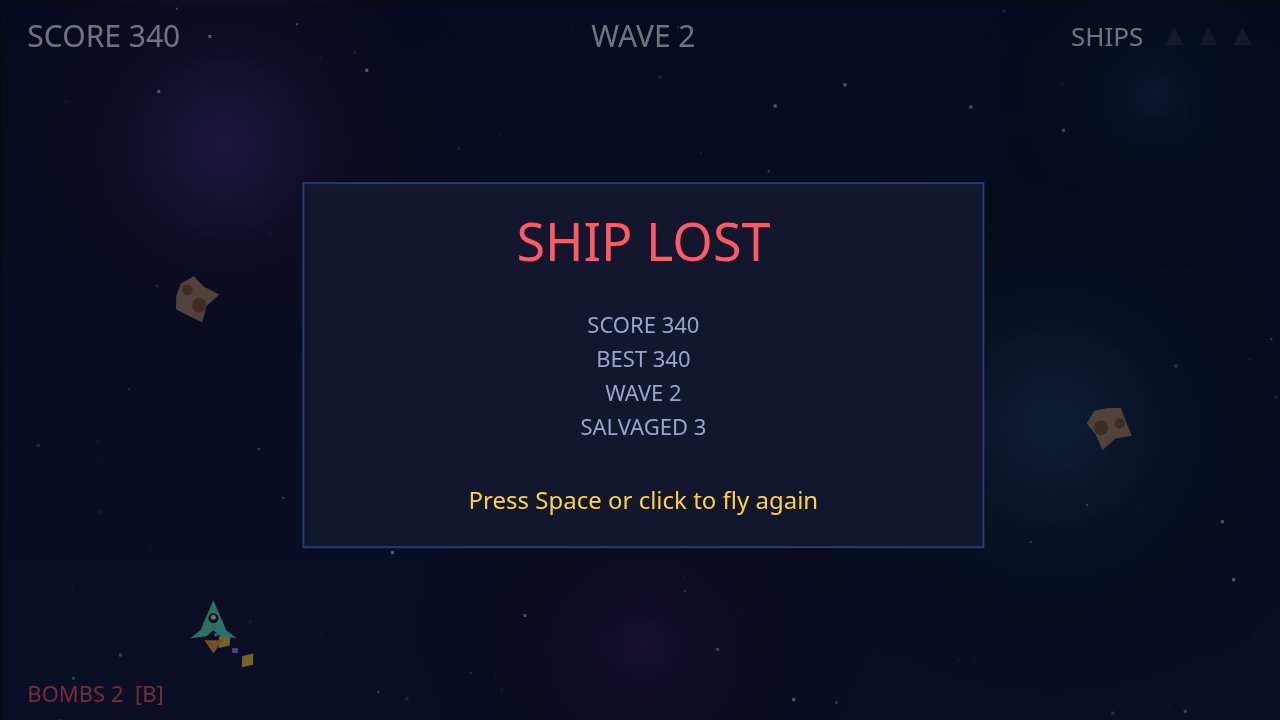 SCORE 340
WAVE 2
SHIPS
SHIP LOST
SCORE 340
BEST 340
WAVE 2
SALVAGED 3
Press Space or click to fly again
BOMBS 2 [B]